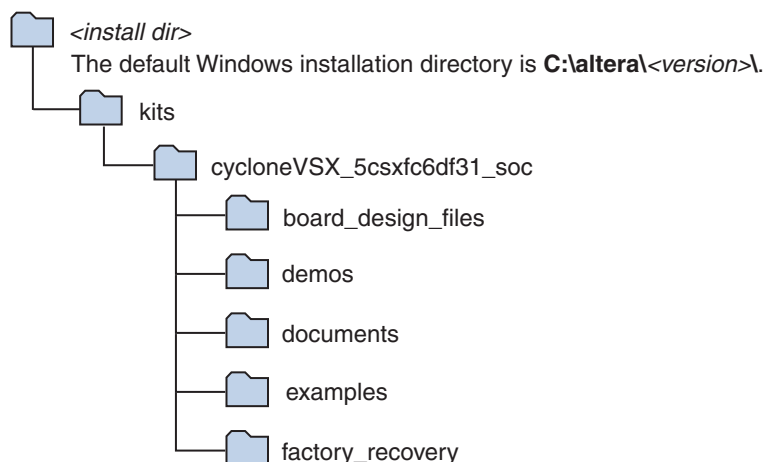 <install dir>
The default Windows installation directory is C:\altera\<version>\.
kits
cycloneVSX_5csxfc6df31_soc
board_design_files
demos
documents
examples
factory_recovery